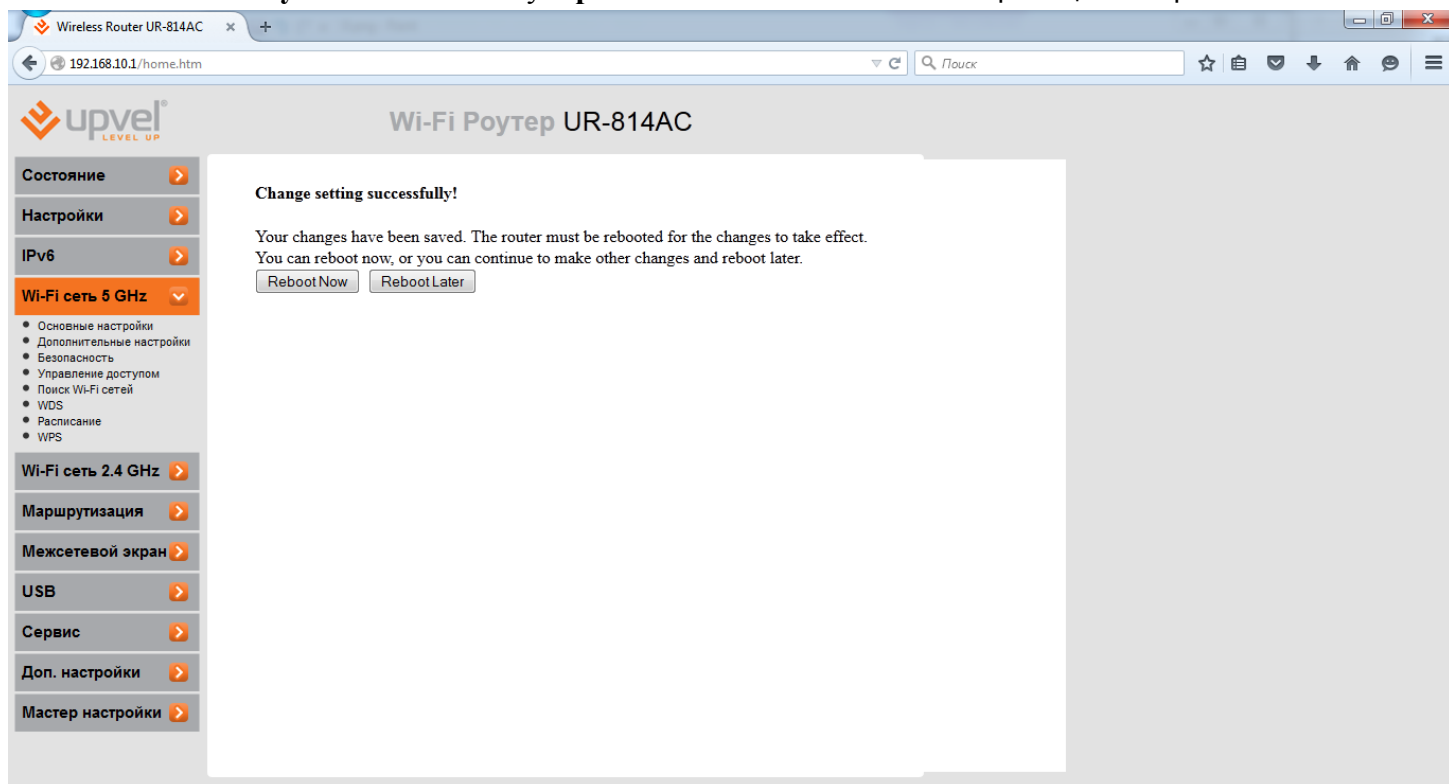 Wireless Router UR-814AC
192.168.10.1/home.htm
Поиск
upvel®
LEVEL UP
Wi-Fi Роутер UR-814AC
Состояние
Настройки
IPv6
Wi-Fi сеть 5 GHz
Основные настройки
Дополнительные настройки
Безопасность
Управление доступом
Поиск Wi-Fi сетей
WDS
Расписание
WPS
Wi-Fi сеть 2.4 GHz
Маршрутизация
Межсетевой экран
USB
Сервис
Доп. настройки
Мастер настройки
Change setting successfully!
Your changes have been saved. The router must be rebooted for the changes to take effect.
You can reboot now, or you can continue to make other changes and reboot later.
Reboot Now
Reboot Later